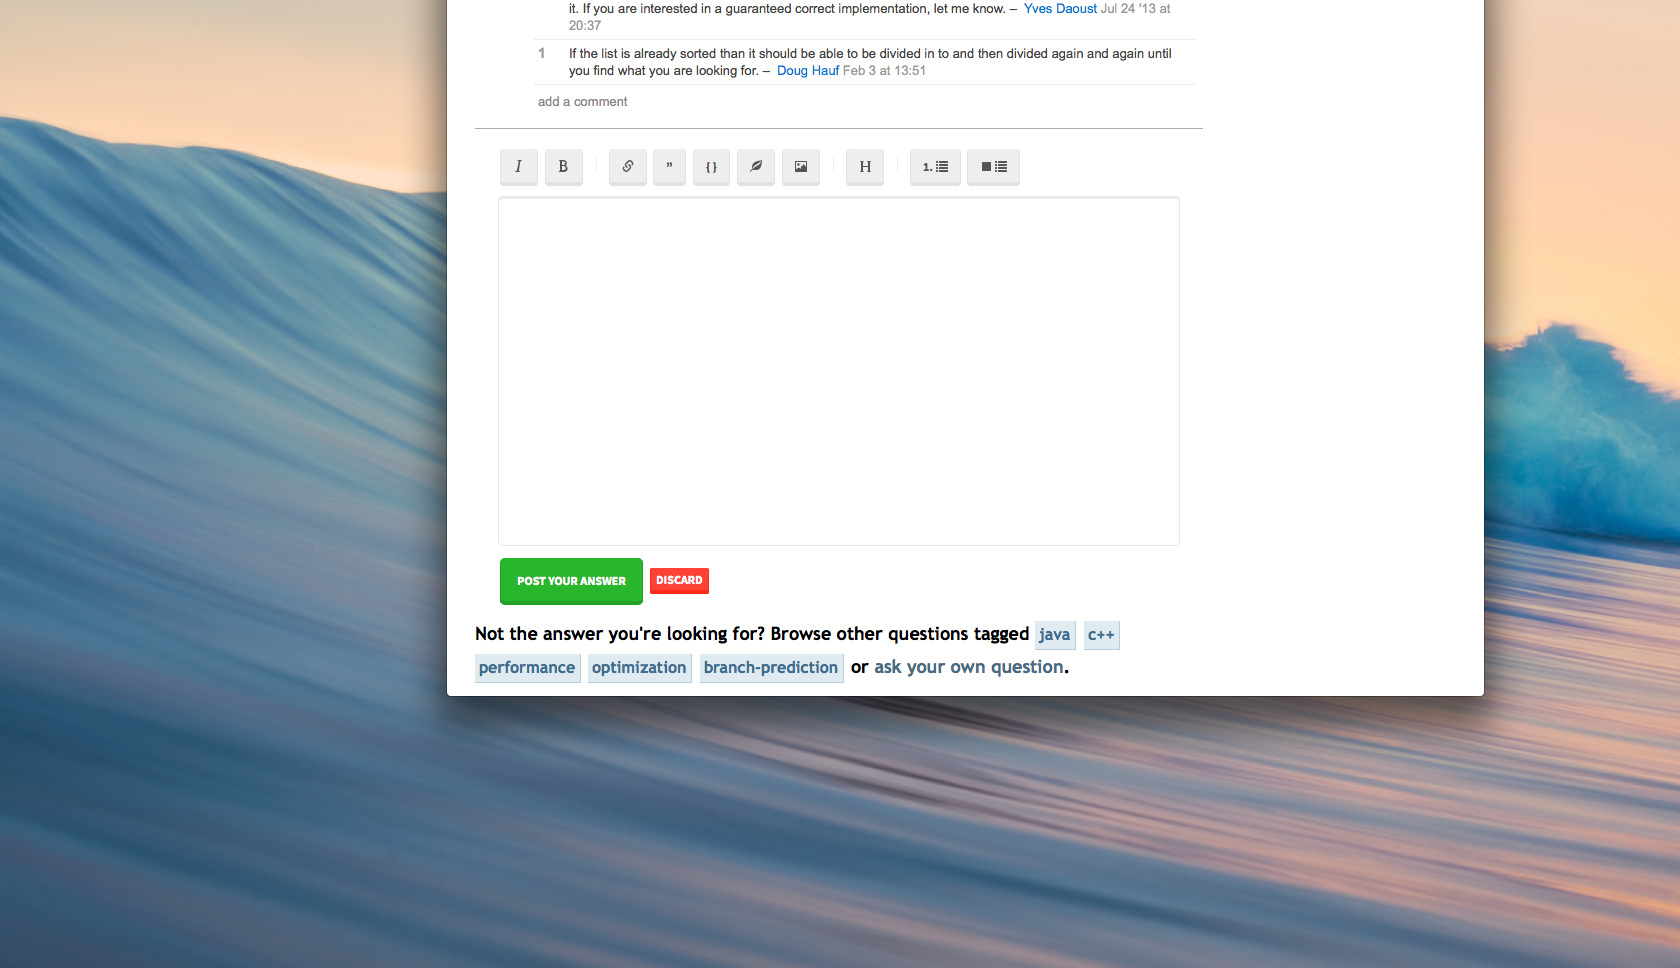 it. If you are interested in a guaranteed correct implementation, let me know. – Yves Daoust Jul 24 '13 at
20:37
1 If the list is already sorted than it should be able to be divided in to and then divided again and again until
you find what you are looking for. – Doug Hauf Feb 3 at 13:51
add a comment
I B ” {} H 1.
POST YOUR ANSWER DISCARD
Not the answer you're looking for? Browse other questions tagged java c++
performance optimization branch-prediction or ask your own question.